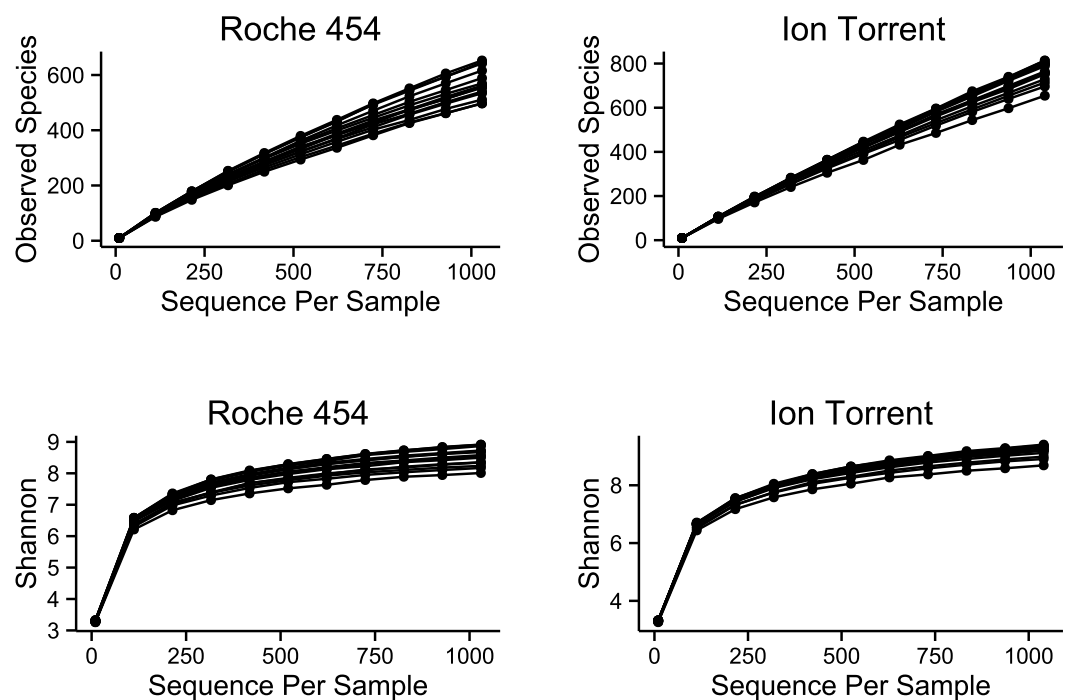 Roche 454
Observed Species
600
400
200
0
0 250 500 750 1000
Sequence Per Sample
Ion Torrent
Observed Species
800
600
400
200
0
0 250 500 750 1000
Sequence Per Sample
Roche 454
Shannon
9
8
7
6
5
4
3
0 250 500 750 1000
Sequence Per Sample
Ion Torrent
Shannon
8
6
4
0 250 500 750 1000
Sequence Per Sample